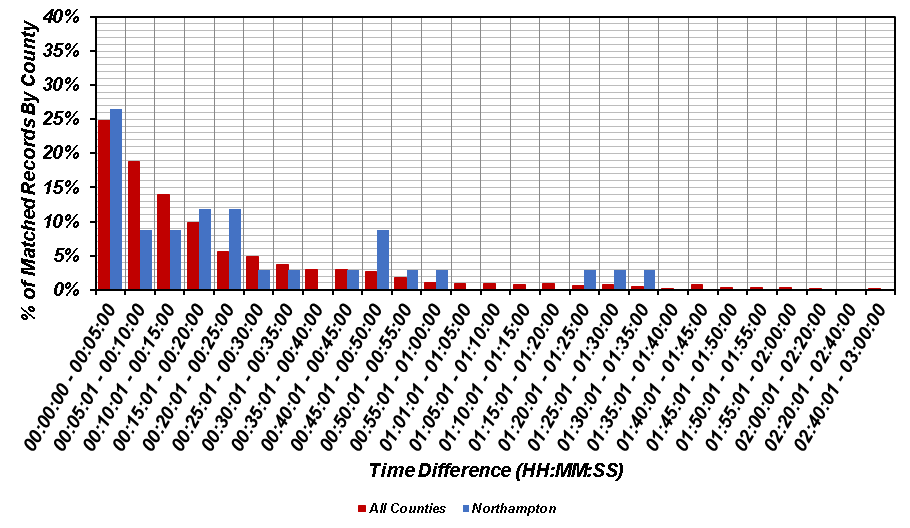 % of Matched Records By County
40%
35%
30%
25%
20%
15%
10%
5%
0%
00:00:00 - 00:05:00
00:05:01 - 00:10:00
00:10:01 - 00:15:00
00:15:01 - 00:20:00
00:20:01 - 00:25:00
00:25:01 - 00:30:00
00:30:01 - 00:35:00
00:35:01 - 00:40:00
00:40:01 - 00:45:00
00:45:01 - 00:50:00
00:50:01 - 00:55:00
00:55:01 - 01:00:00
01:01:00 - 01:05:00
01:05:01 - 01:10:00
01:10:01 - 01:15:00
01:15:01 - 01:20:00
01:20:01 - 01:25:00
01:25:01 - 01:30:00
01:30:01 - 01:35:00
01:35:01 - 01:40:00
01:40:01 - 01:45:00
01:45:01 - 01:50:00
01:50:01 - 01:55:00
01:55:01 - 02:00:00
02:00:01 - 02:20:00
02:20:01 - 02:40:00
02:40:01 - 03:00:00
Time Difference (HH:MM:SS)
All Counties Northampton